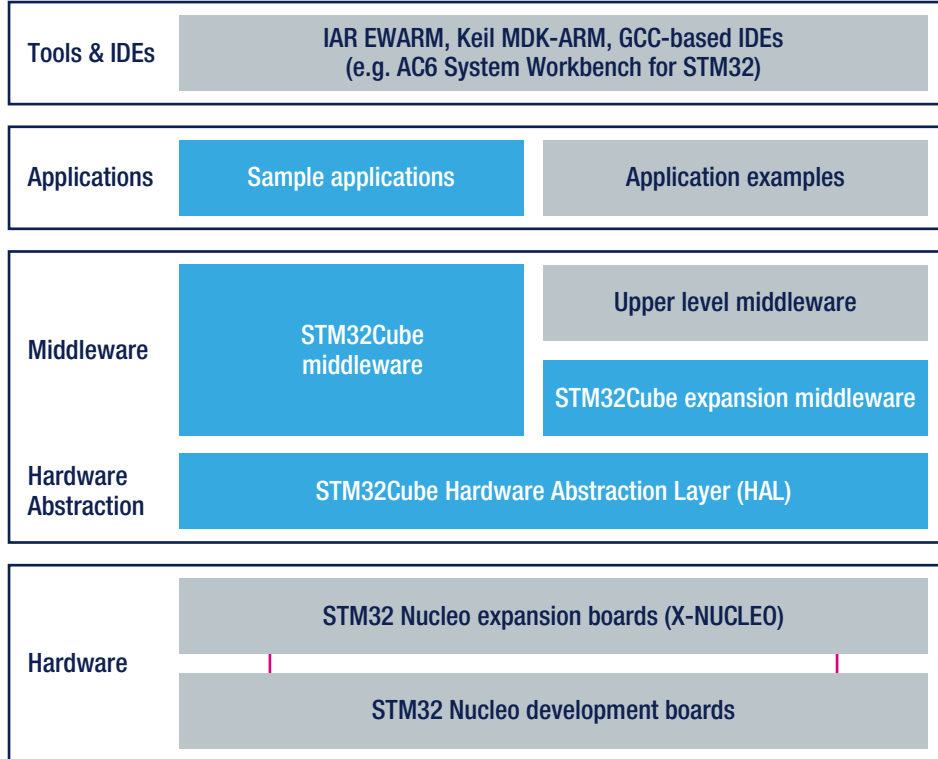 Tools & IDEs
IAR EWARM, Keil MDK-ARM, GCC-based IDEs
(e.g. AC6 System Workbench for STM32)
Applications
Sample applications
Application examples
Middleware
STM32Cube
middleware
Upper level middleware
STM32Cube expansion middleware
Hardware
Abstraction
STM32Cube Hardware Abstraction Layer (HAL)
Hardware
STM32 Nucleo expansion boards (X-NUCLEO)
STM32 Nucleo development boards